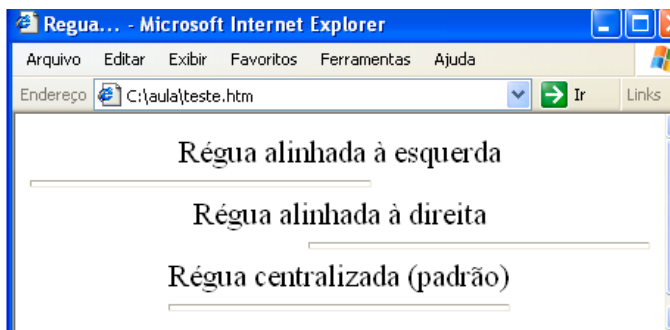 Regua... - Microsoft Internet Explorer
Arquivo Editar Exibir Favoritos Ferramentas Ajuda
Endereço C:\aula\teste.htm Ir Links
Régua alinhada à esquerda
Régua alinhada à direita
Régua centralizada (padrão)